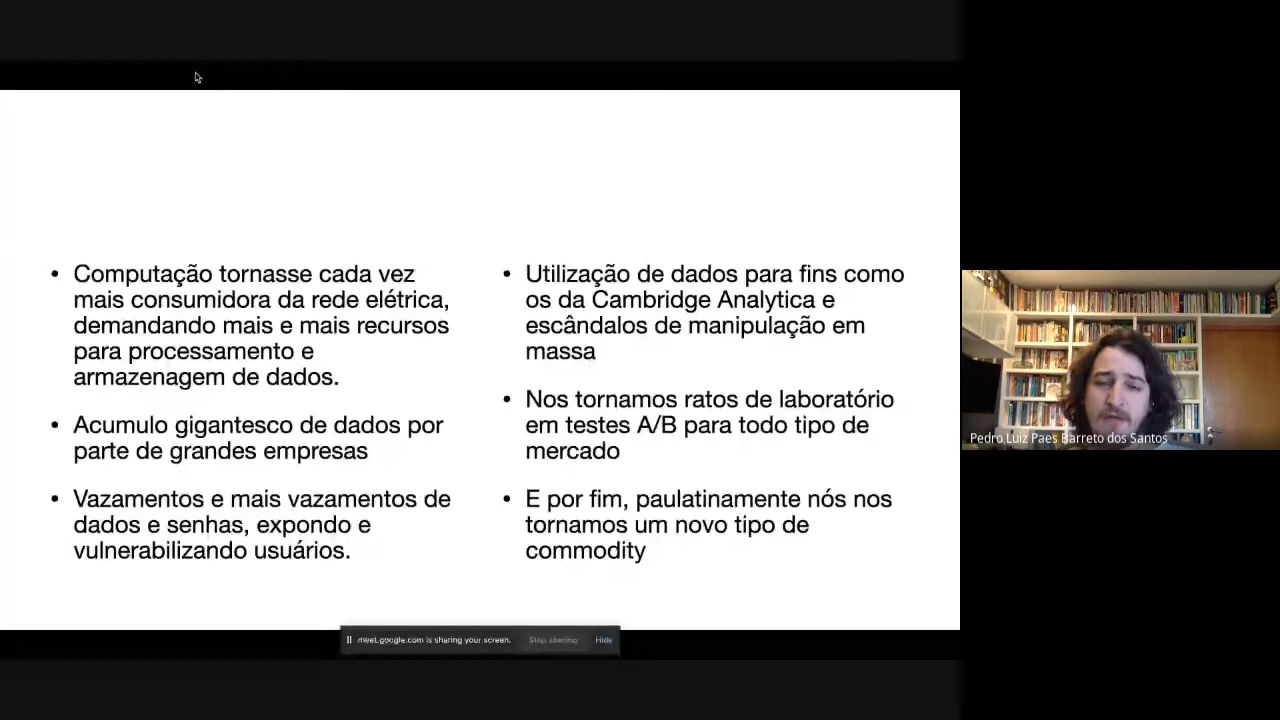 • Computação tornasse cada vez
mais consumidora da rede elétrica,
demandando mais e mais recursos
para processamento e
armazenagem de dados.
• Acumulo gigantesco de dados por
parte de grandes empresas
• Vazamentos e mais vazamentos de
dados e senhas, expondo e
vulnerabilizando usuários.
• Utilização de dados para fins como
os da Cambridge Analytica e
escândalos de manipulação em
massa
• Nos tornamos ratos de laboratório
em testes A/B para todo tipo de
mercado
• E por fim, paulatinamente nós nos
tornamos um novo tipo de
commodity
Pedro Luiz Paes Barreto dos Santos
meet.google.com is sharing your screen. Stop sharing Hide